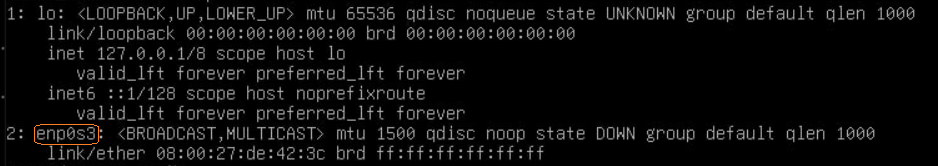 1: lo: <LOOPBACK,UP,LOWER_UP> mtu 65536 qdisc noqueue state UNKNOWN group default qlen 1000
link/loopback 00:00:00:00:00:00 brd 00:00:00:00:00:00
inet 127.0.0.1/8 scope host lo
valid_lft forever preferred_lft forever
inet6 ::1/128 scope host noprefixroute
valid_lft forever preferred_lft forever
2: enp0s3: <BROADCAST,MULTICAST> mtu 1500 qdisc noop state DOWN group default qlen 1000
link/ether 08:00:27:de:42:3c brd ff:ff:ff:ff:ff:ff